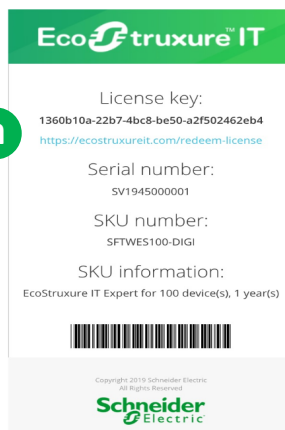 EcoStruxure™ IT
License key:
1360b10a-22b7-4bc8-be50-a2f502462eb4
https://ecostruxureit.com/redeem-license
Serial number:
SV1945000001
SKU number:
SFTWES100-DIGI
SKU information:
EcoStruxure IT Expert for 100 device(s), 1 year(s)
Copyright 2019 Schneider Electric
All Rights Reserved
Schneider
Electric